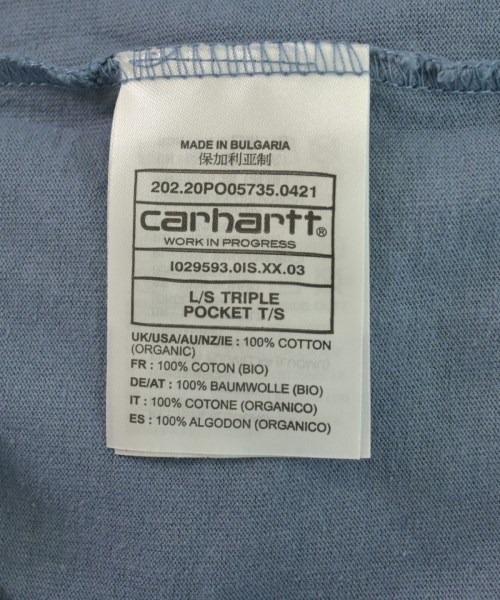 MADE IN BULGARIA
保加利亚制
202.20PO05735.0421
carhartt®
WORK IN PROGRESS
I029593.0IS.XX.03
L/S TRIPLE
POCKET T/S
UK/USA/AU/NZ/IE : 100% COTTON
(ORGANIC)
FR : 100% COTON (BIO)
DE/AT : 100% BAUMWOLLE (BIO)
IT : 100% COTONE (ORGANICO)
ES : 100% ALGODON (ORGANICO)